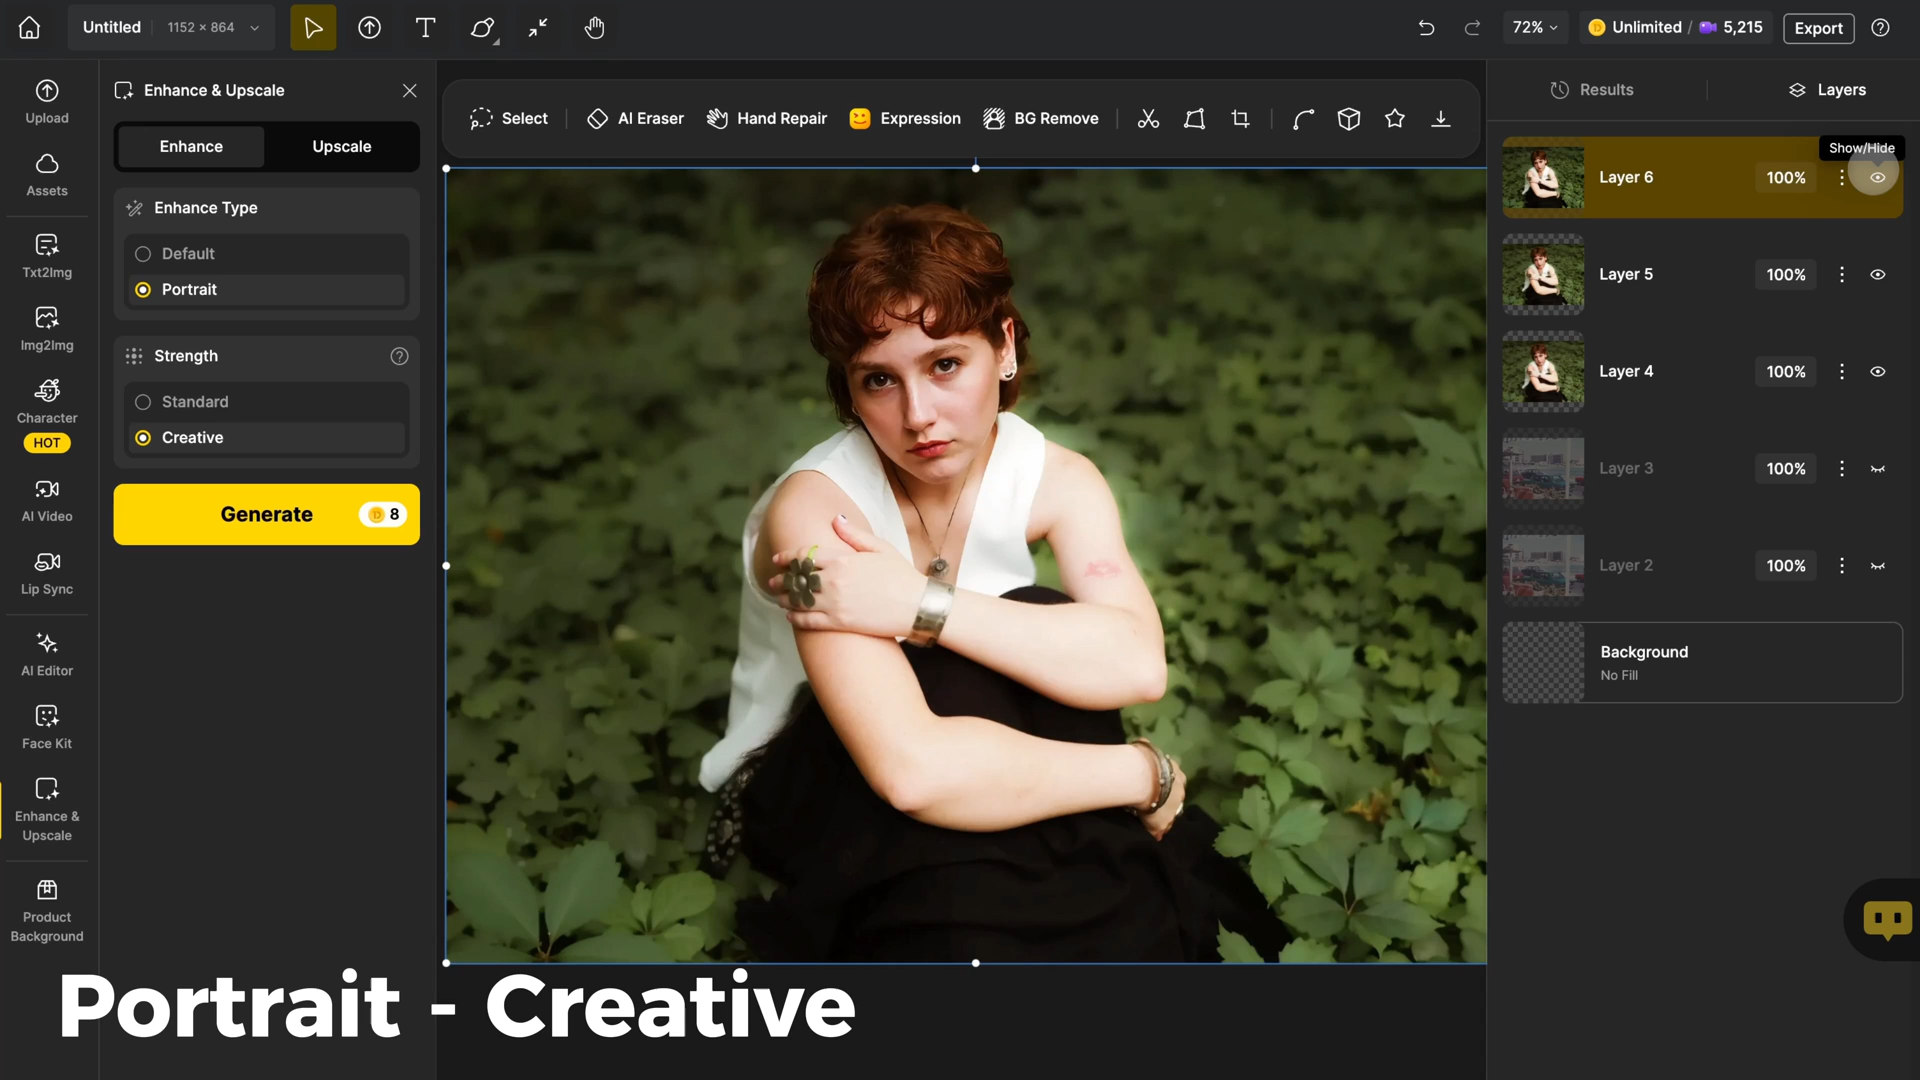 Untitled
1152 × 864
72%
Unlimited / 5,215
Export
Upload
Assets
Txt2Img
Img2Img
Character
HOT
AI Video
Lip Sync
AI Editor
Face Kit
Enhance &
Upscale
Product
Background
Enhance & Upscale
Enhance
Upscale
Enhance Type
Default
Portrait
Strength
Standard
Creative
Generate
8
Select
AI Eraser
Hand Repair
Expression
BG Remove
Results
Layers
Show/Hide
Layer 6
100%
Layer 5
100%
Layer 4
100%
Layer 3
100%
Layer 2
100%
Background
No Fill
Portrait - Creative